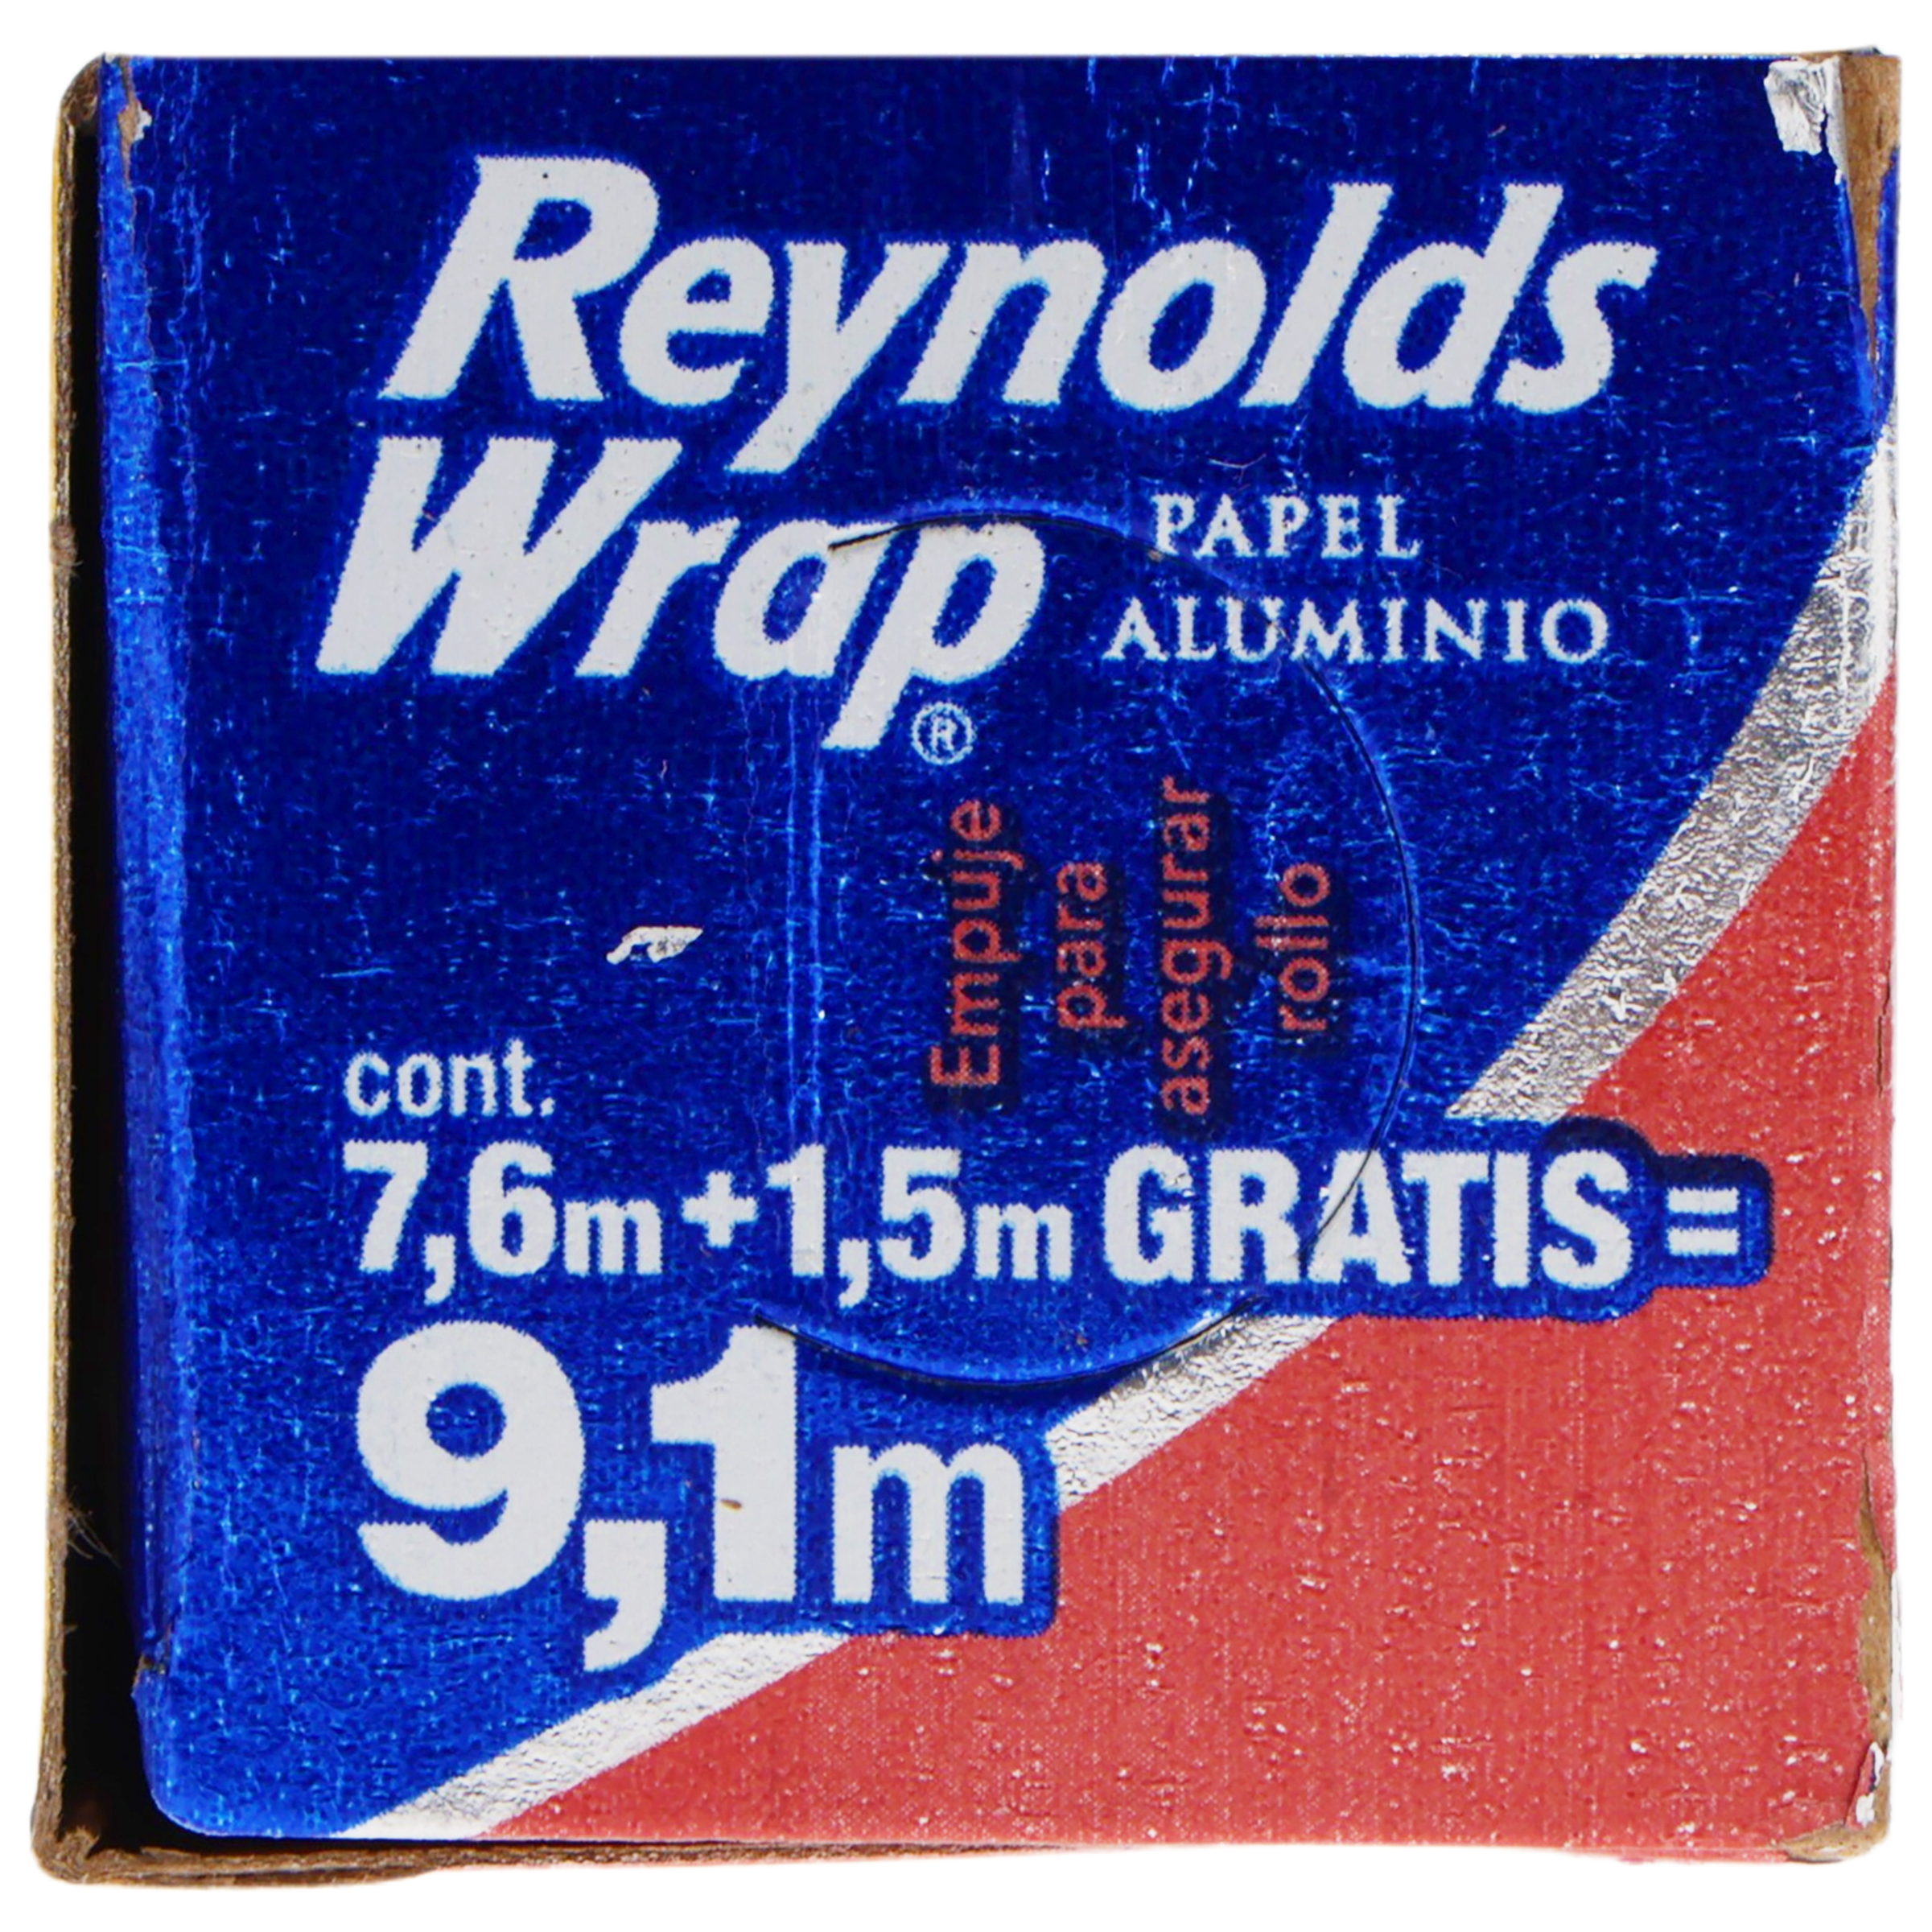 Reynolds
Wrap®
PAPEL
ALUMINIO
Empuje
para
asegurar
rollo
cont.
7,6m+1,5m GRATIS=
9,1m